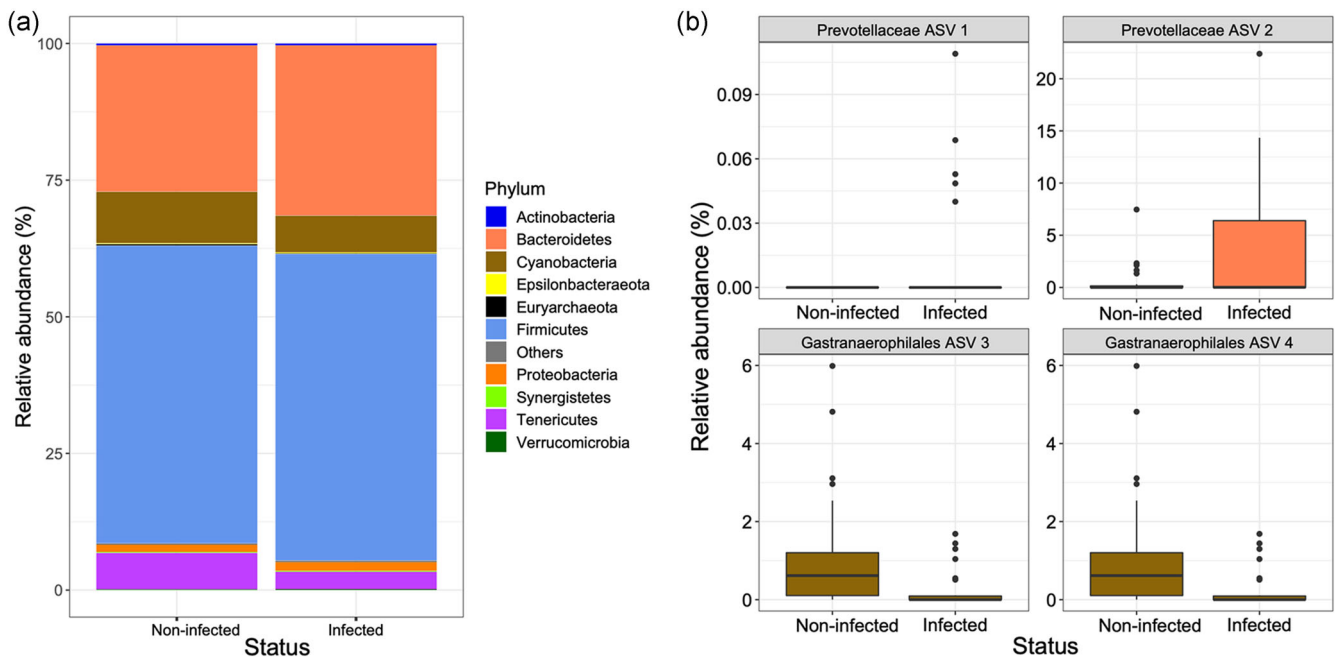 (a)
100
75
50
25
0
Relative abundance (%)
Non-infected
Infected
Status
Phylum
Actinobacteria
Bacteroidetes
Cyanobacteria
Epsilonbacteraeota
Euryarchaeota
Firmicutes
Others
Proteobacteria
Synergistetes
Tenericutes
Verrucomicrobia
(b)
Relative abundance (%)
Prevotellaceae ASV 1
0.09
0.06
0.03
0.00
Non-infected
Infected
Prevotellaceae ASV 2
20
15
10
5
0
Non-infected
Infected
Gastranaerophilales ASV 3
6
4
2
0
Non-infected
Infected
Gastranaerophilales ASV 4
6
4
2
0
Non-infected
Infected
Status